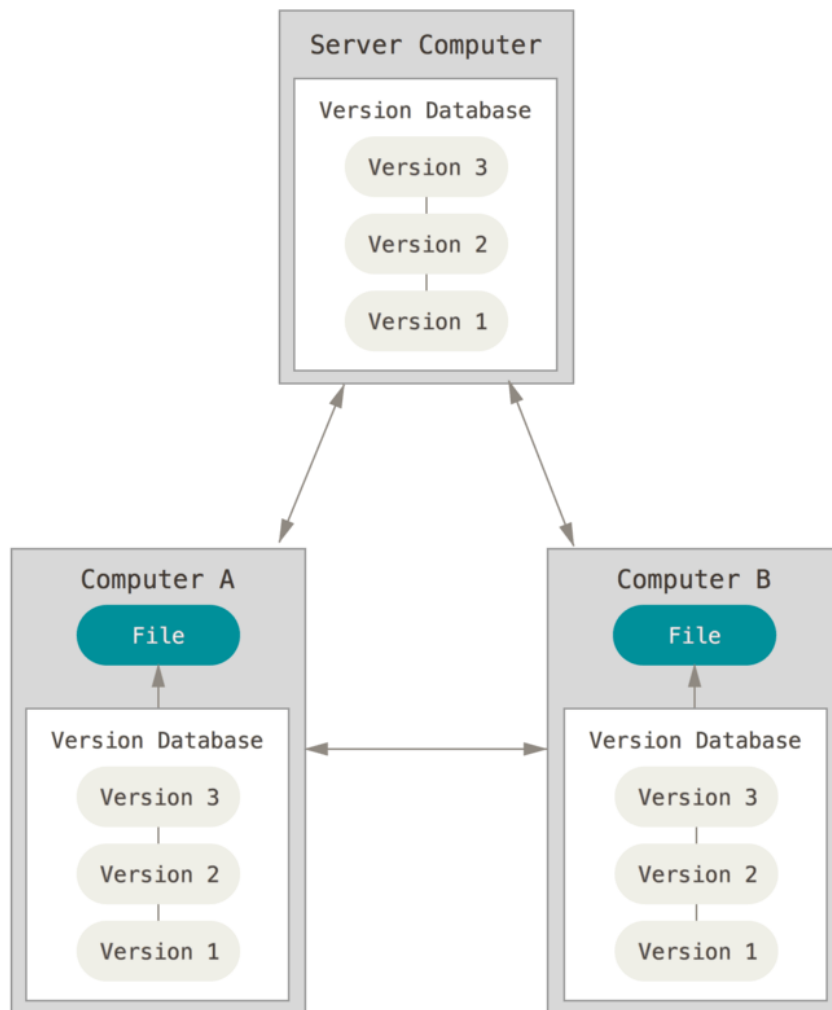 Server Computer
Version Database
Version 3
Version 2
Version 1
Computer A
File
Version Database
Version 3
Version 2
Version 1
Computer B
File
Version Database
Version 3
Version 2
Version 1